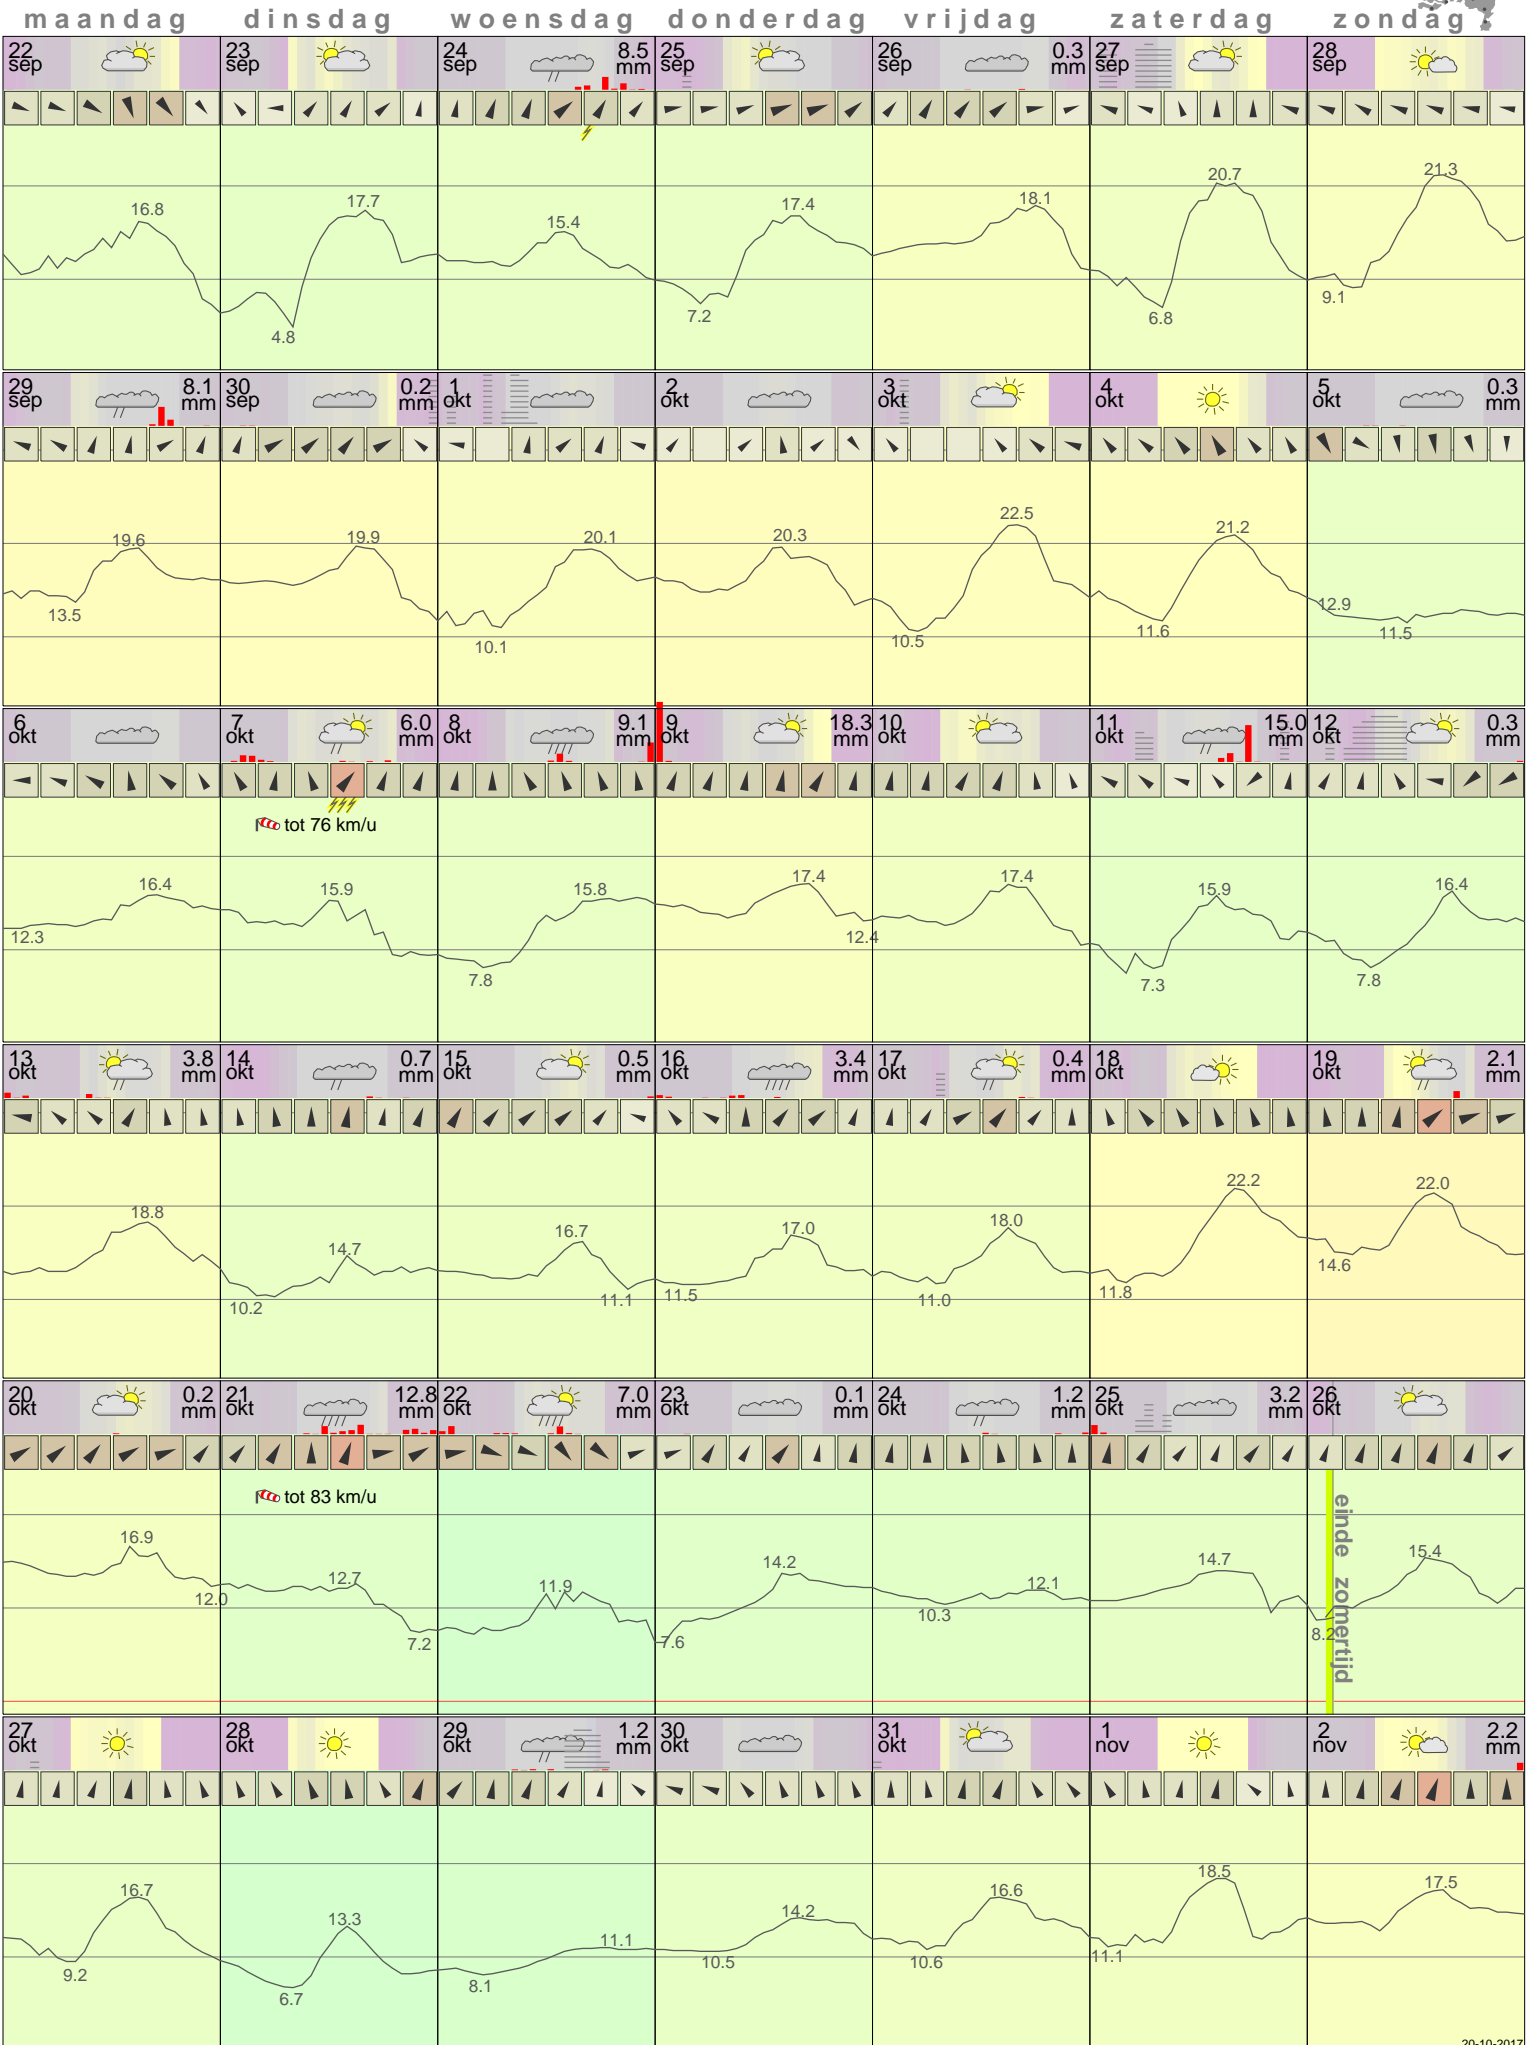 maandag dinsdag woensdag donderdag vrijdag zaterdag zondag
22 23 24 8.5 25 26 0.3 27 28
sep sep sep mm sep sep mm sep sep
16.8 17.7 15.4 17.4 18.1 20.7 21.3
4.8 7.2 6.8 9.1
29 8.1 30 0.2 1 2 3 4 5 0.3
sep mm sep mm okt okt okt okt okt mm
19.6 19.9 20.1 20.3 22.5 21.2 12.9
13.5 10.1 10.5 11.6 11.5
6 7 6.0 8 9.1 9 18.3 10 11 15.0 12 0.3
okt okt mm okt mm okt mm okt okt mm okt mm
tot 76 km/u
16.4 15.9 15.8 17.4 17.4 15.9 16.4
12.3 7.8 12.4 7.3 7.8
13 3.8 14 0.7 15 0.5 16 3.4 17 0.4 18 19 2.1
okt mm okt mm okt mm okt mm okt mm okt okt mm
18.8 14.7 16.7 17.0 18.0 22.2 22.0
10.2 11.1 11.5 11.0 11.8 14.6
20 0.2 21 12.8 22 7.0 23 0.1 24 1.2 25 3.2 26
okt mm okt mm okt mm okt mm okt mm okt mm okt
tot 83 km/u
einde zomertijd
16.9 12.7 11.9 14.2 12.1 14.7 15.4
12.0 7.2 7.6 10.3 8.2
27 28 29 1.2 30 31 1 2 2.2
okt okt okt mm okt okt nov nov mm
16.7 13.3 11.1 14.2 16.6 18.5 17.5
9.2 6.7 8.1 10.5 10.6 11.1
20-10-2017